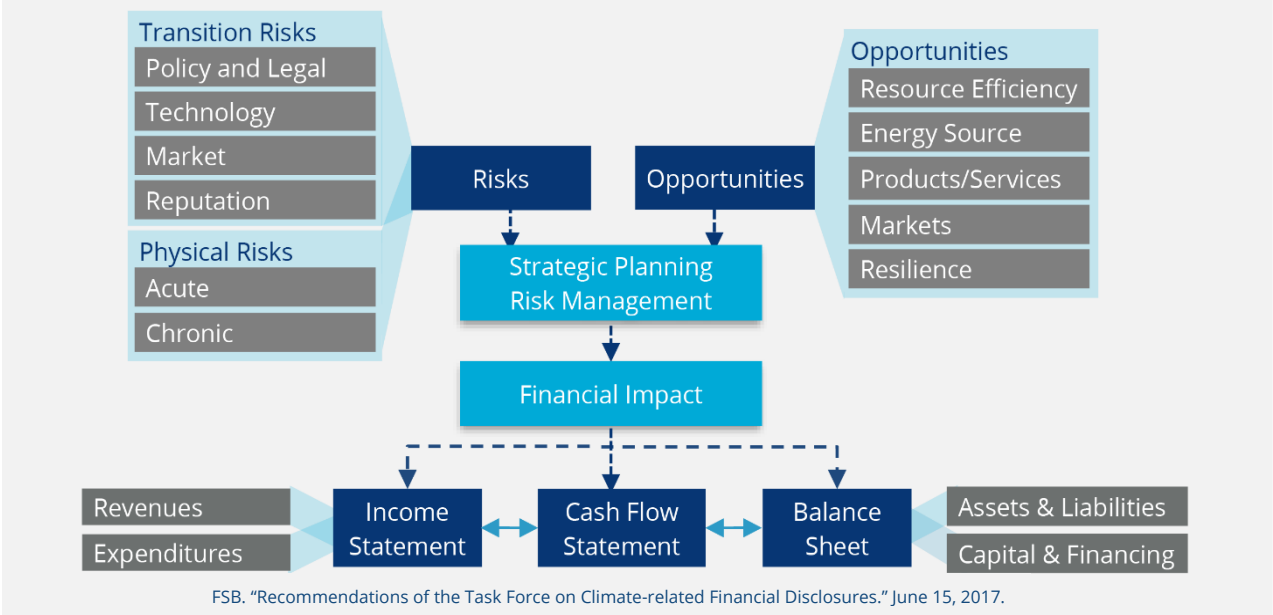 Transition Risks
Policy and Legal
Technology
Market
Reputation
Physical Risks
Acute
Chronic
Risks
Opportunities
Opportunities
Resource Efficiency
Energy Source
Products/Services
Markets
Resilience
Strategic Planning
Risk Management
Financial Impact
Revenues
Expenditures
Income
Statement
Cash Flow
Statement
Balance
Sheet
Assets & Liabilities
Capital & Financing
FSB. “Recommendations of the Task Force on Climate-related Financial Disclosures.” June 15, 2017.